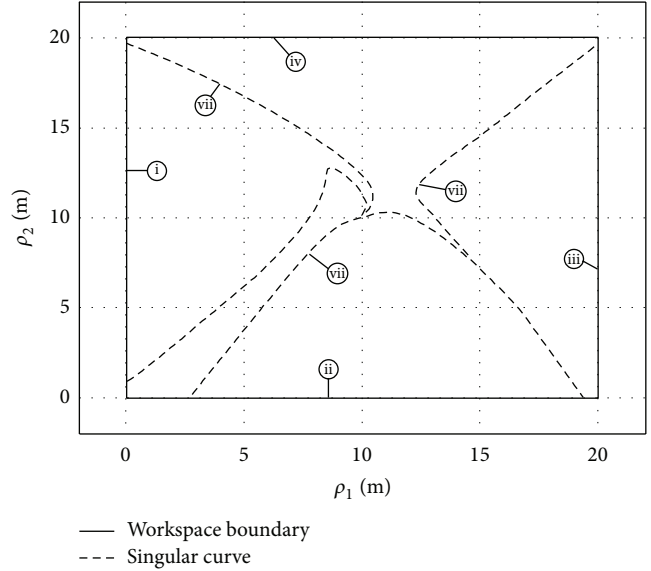 20
15
10
5
0
ρ2 (m)
iv
vii
i
vii
iii
vii
ii
0 5 10 15 20
ρ1 (m)
Workspace boundary
Singular curve